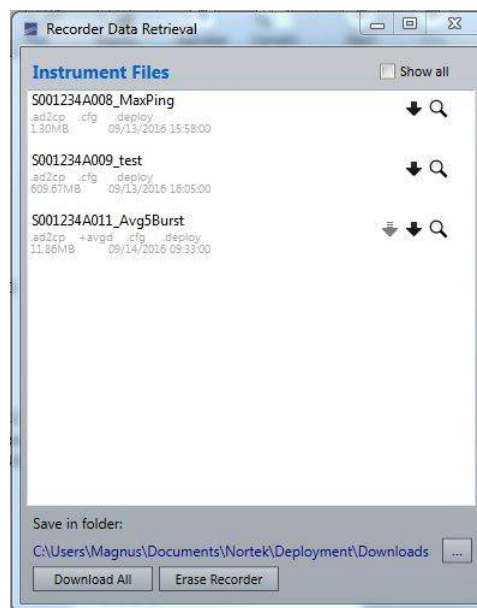 Recorder Data Retrieval
Instrument Files Show all
S001234A008_MaxPing
.ad2cp .cfg .deploy
1.30MB 09/13/2016 15:58:00
S001234A009_test
.ad2cp .cfg .deploy
609.67MB 09/13/2016 16:05:00
S001234A011_Avg5Burst
.ad2cp +avgd .cfg .deploy
11.86MB 09/14/2016 09:33:00
Save in folder:
C:\Users\Magnus\Documents\Nortek\Deployment\Downloads ...
Download All Erase Recorder